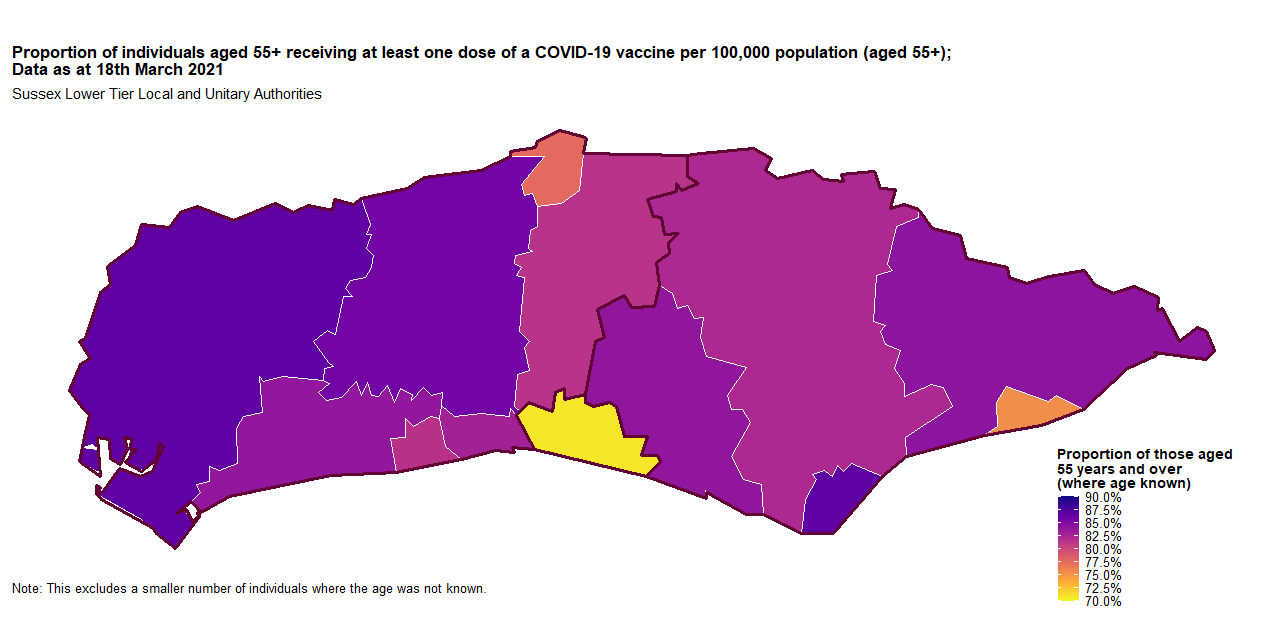 Proportion of individuals aged 55+ receiving at least one dose of a COVID-19 vaccine per 100,000 population (aged 55+);
Data as at 18th March 2021
Sussex Lower Tier Local and Unitary Authorities
Proportion of those aged
55 years and over
(where age known)
90.0%
87.5%
85.0%
82.5%
80.0%
77.5%
75.0%
72.5%
70.0%
Note: This excludes a smaller number of individuals where the age was not known.